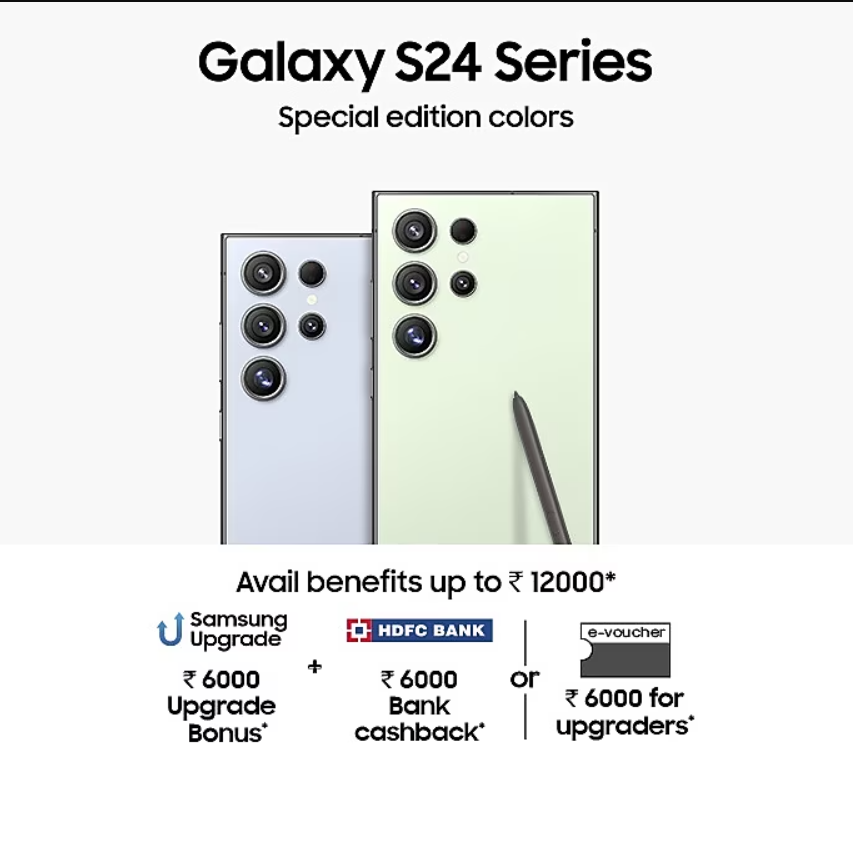 Galaxy S24 Series
Special edition colors
Avail benefits up to ₹ 12000*
Samsung
Upgrade
₹ 6000
Upgrade
Bonus*
+
HDFC BANK
₹ 6000
Bank
cashback*
or
e-voucher
₹ 6000 for
upgraders*